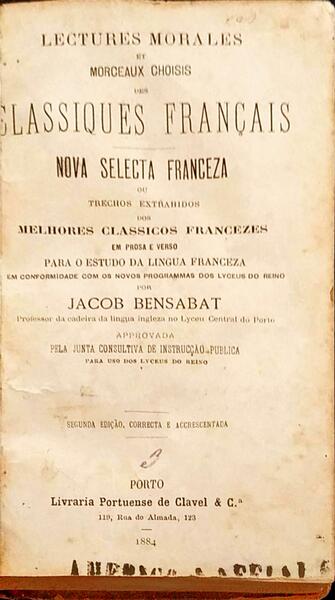 LECTURES MORALES
ET
MORCEAUX CHOISIS
DES
CLASSIQUES FRANÇAIS
NOVA SELECTA FRANCEZA
OU
TRECHOS EXTRAHIDOS
DOS
MELHORES CLASSICOS FRANCEZES
EM PROSA E VERSO
PARA O ESTUDO DA LINGUA FRANCEZA
EM CONFORMIDADE COM OS NOVOS PROGRAMMAS DOS LYCEUS DO REINO
POR
JACOB BENSABAT
Professor da cadeira da lingua ingleza no Lyceu Central do Porto
APPROVADA
PELA JUNTA CONSULTIVA DE INSTRUCÇÃO PUBLICA
PARA USO DOS LYCEUS DO REINO
SEGUNDA EDIÇÃO, CORRECTA E ACCRESCENTADA
3
PORTO
Livraria Portuense de Clavel & C.ª
119, Rua do Almada, 123
1884